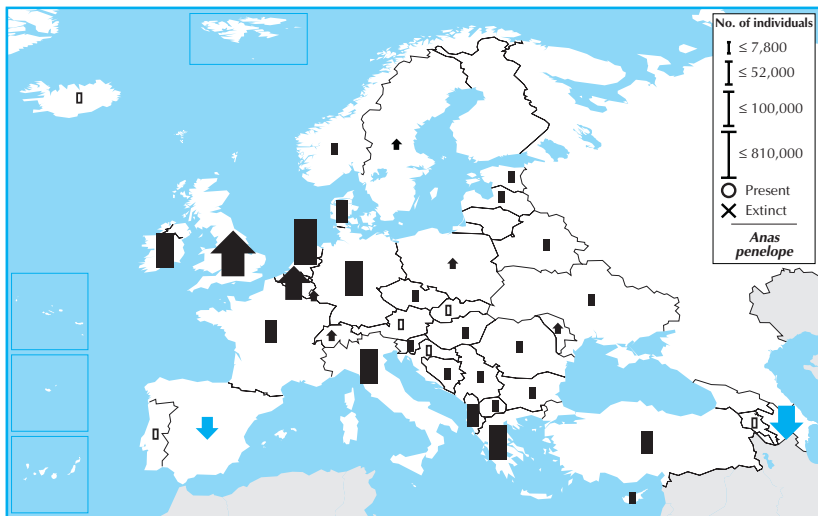 No. of individuals
≤ 7,800
≤ 52,000
≤ 100,000
≤ 810,000
Present
Extinct
Anas
penelope